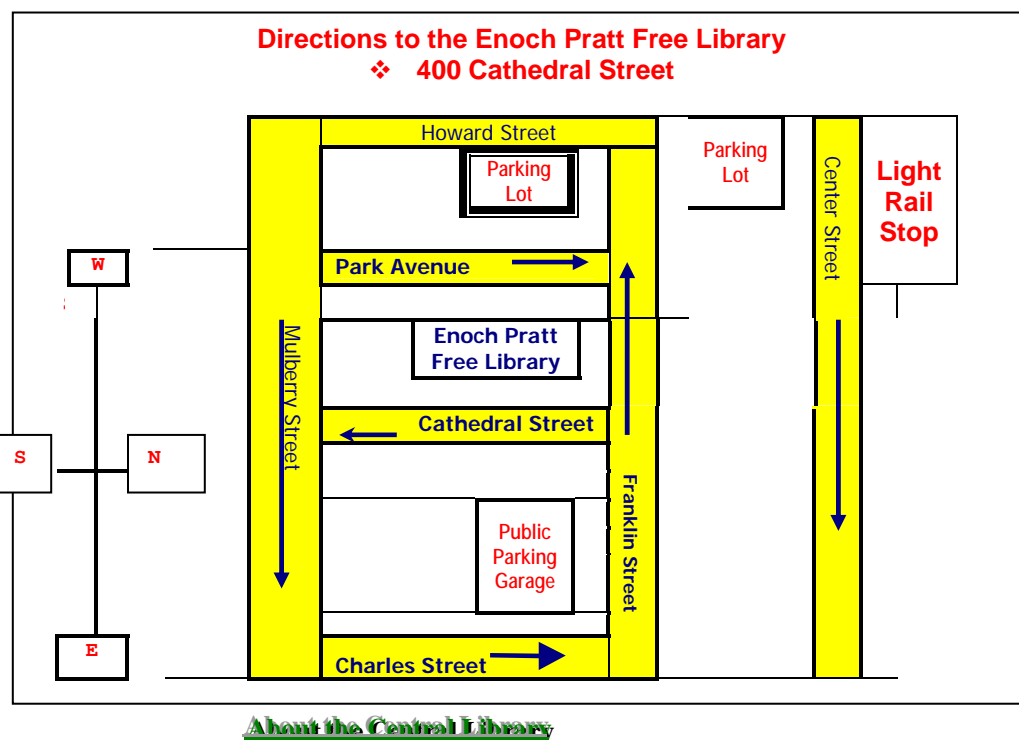 Directions to the Enoch Pratt Free Library
❖ 400 Cathedral Street
Howard Street
Parking
Lot
Parking
Lot
Center Street
Light
Rail
Stop
W
Park Avenue
Mulberry Street
Enoch Pratt
Free Library
Cathedral Street
S
N
Franklin Street
Public
Parking
Garage
E
Charles Street
About the Central Library